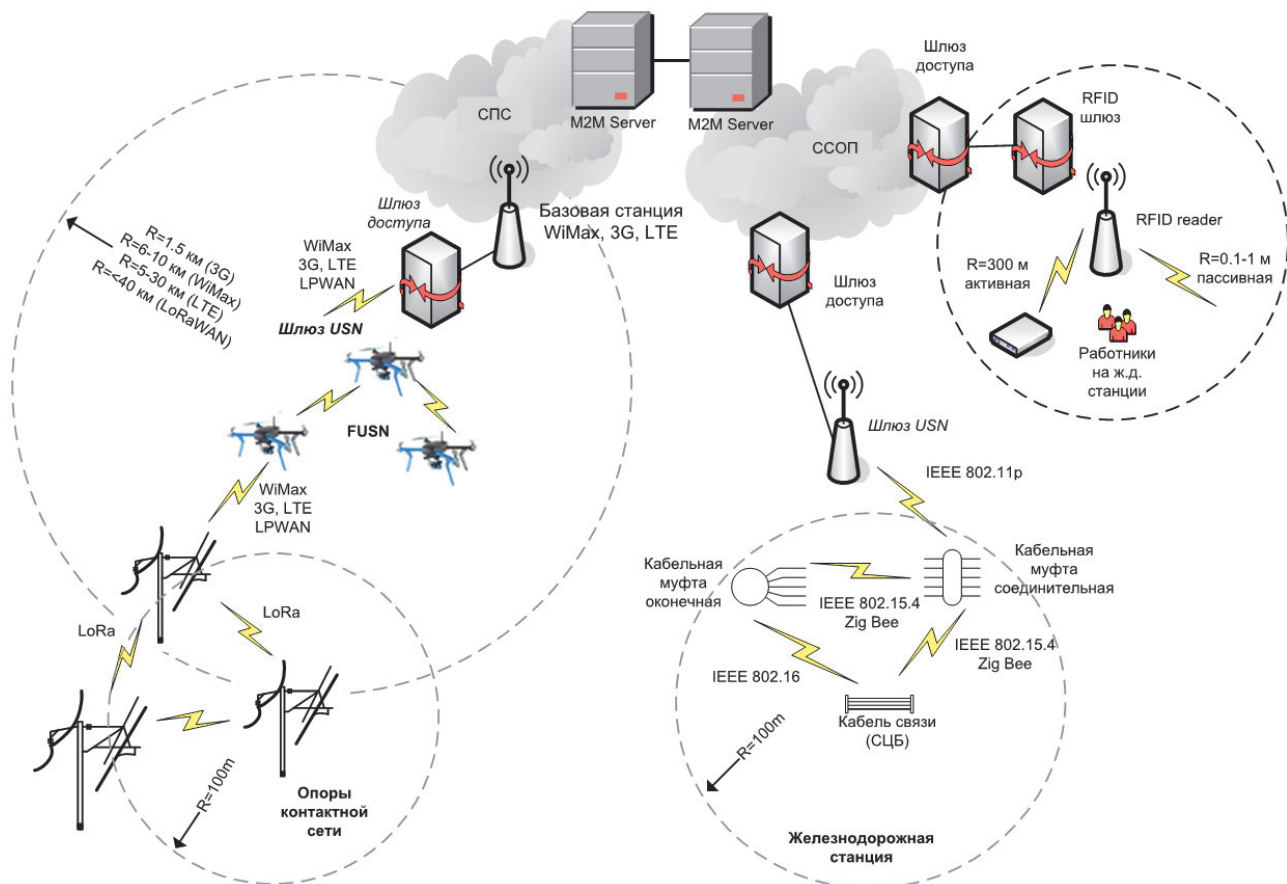 СПС
M2M Server
M2M Server
ССОП
Шлюз
доступа
RFID
шлюз
RFID reader
R=300 м
активная
R=0.1-1 м
пассивная
Работники
на ж.д.
станции
Шлюз
доступа
Базовая станция
WiMax, 3G, LTE
WiMax
3G, LTE
LPWAN
Шлюз USN
R=1.5 км (3G)
R=6-10 км (WiMax)
R=5-30 км (LTE)
R=<40 км (LoRaWAN)
Шлюз
доступа
FUSN
WiMax
3G, LTE
LPWAN
Шлюз USN
IEEE 802.11p
LoRa
LoRa
R=100m
Опоры
контактной
сети
Кабельная
муфта
оконечная
Кабельная
муфта
соединительная
IEEE 802.15.4
Zig Bee
IEEE 802.15.4
Zig Bee
IEEE 802.16
Кабель связи
(СЦБ)
R=100m
Железнодорожная
станция